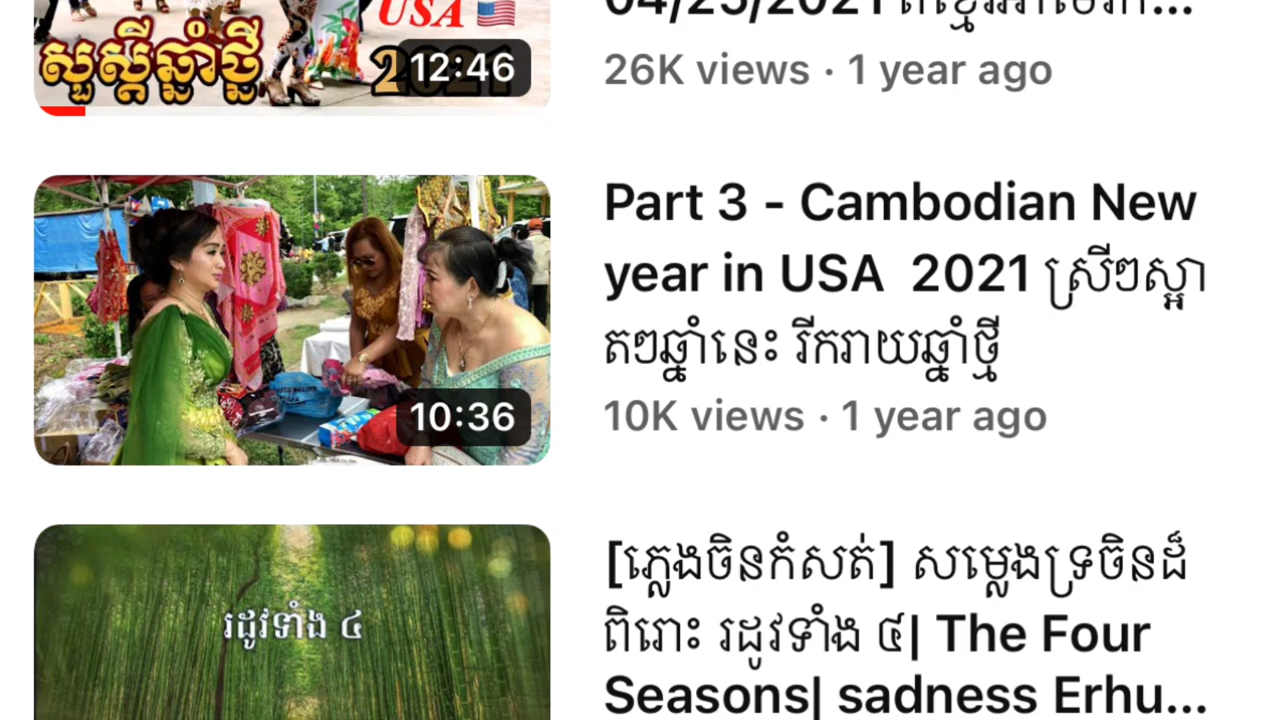 USA
សួស្តីឆ្នាំថ្មី
12:46
26K views · 1 year ago
Part 3 - Cambodian New
year in USA 2021 ស្រីៗស្អា
តៗឆ្នាំនេះ រីករាយឆ្នាំថ្មី
10:36
10K views · 1 year ago
រដូវទាំង ៤
[ភ្លេងចិនកំសត់] សម្លេងទ្រចិនដ៏
ពិរោះ រដូវទាំង ៤| The Four
Seasons| sadness Erhu...